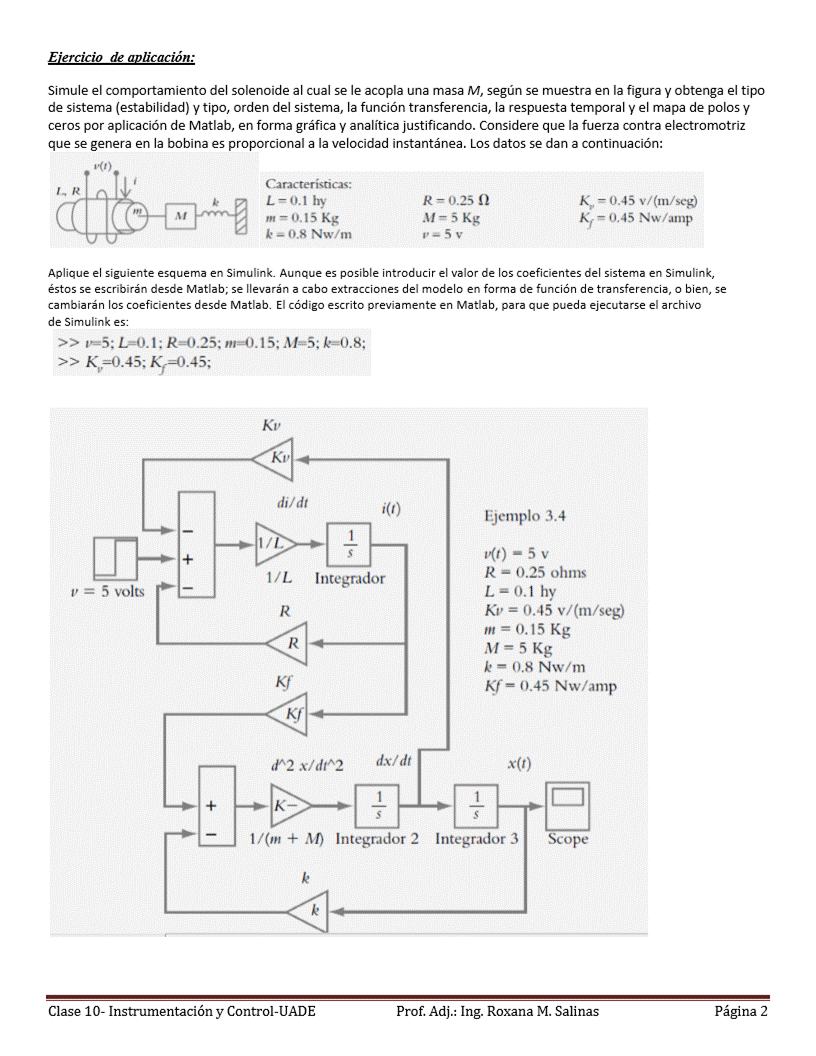 Ejercicio de aplicación:
Simule el comportamiento del solenoide al cual se le acopla una masa M, según se muestra en la figura y obtenga el tipo
de sistema (estabilidad) y tipo, orden del sistema, la función transferencia, la respuesta temporal y el mapa de polos y
ceros por aplicación de Matlab, en forma gráfica y analítica justificando. Considere que la fuerza contra electromotriz
que se genera en la bobina es proporcional a la velocidad instantánea. Los datos se dan a continuación:
v(t)
i
L, R
m
M
k
Características:
L = 0.1 hy R = 0.25 Ω Kv = 0.45 v/(m/seg)
m = 0.15 Kg M = 5 Kg Kf = 0.45 Nw/amp
k = 0.8 Nw/m v = 5 v
Aplique el siguiente esquema en Simulink. Aunque es posible introducir el valor de los coeficientes del sistema en Simulink,
éstos se escribirán desde Matlab; se llevarán a cabo extracciones del modelo en forma de función de transferencia, o bien, se
cambiarán los coeficientes desde Matlab. El código escrito previamente en Matlab, para que pueda ejecutarse el archivo
de Simulink es:
>> v=5; L=0.1; R=0.25; m=0.15; M=5; k=0.8;
>> Kv=0.45; Kf=0.45;
Kv
Kv
di/dt
i(t)
−
+
−
1/L
1
s
v = 5 volts
1/L Integrador
R
R
Kf
Kf
Ejemplo 3.4
v(t) = 5 v
R = 0.25 ohms
L = 0.1 hy
Kv = 0.45 v/(m/seg)
m = 0.15 Kg
M = 5 Kg
k = 0.8 Nw/m
Kf = 0.45 Nw/amp
d^2 x/dt^2 dx/dt x(t)
+
−
K−
1
s
1
s
1/(m + M) Integrador 2 Integrador 3 Scope
k
k
Clase 10- Instrumentación y Control-UADE Prof. Adj.: Ing. Roxana M. Salinas Página 2